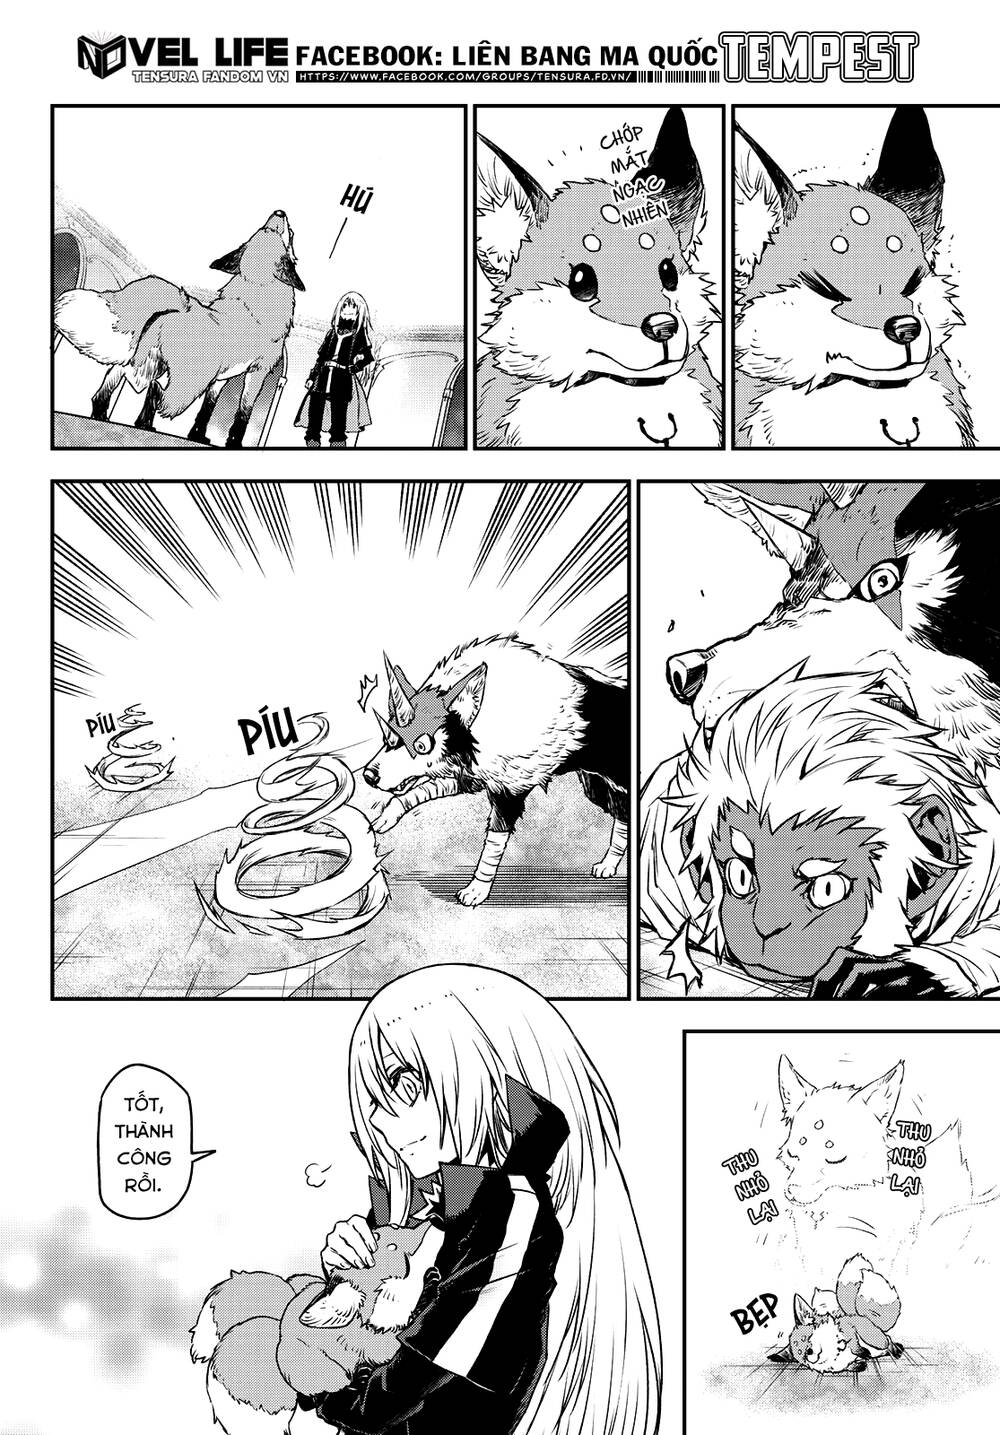 NOVEL LIFE
TENSURA FANDOM VN
FACEBOOK: LIÊN BANG MA QUỐC TEMPEST
HTTPS://WWW.FACEBOOK.COM/GROUPS/TENSURA.FD.VN/
CHỚP
MẮT
NGẠC
NHIÊN
HÚ
PÍU
PÍU
THU
NHỎ
LẠI
THU
NHỎ
LẠI
BẸP
TỐT,
THÀNH
CÔNG
RỒI.